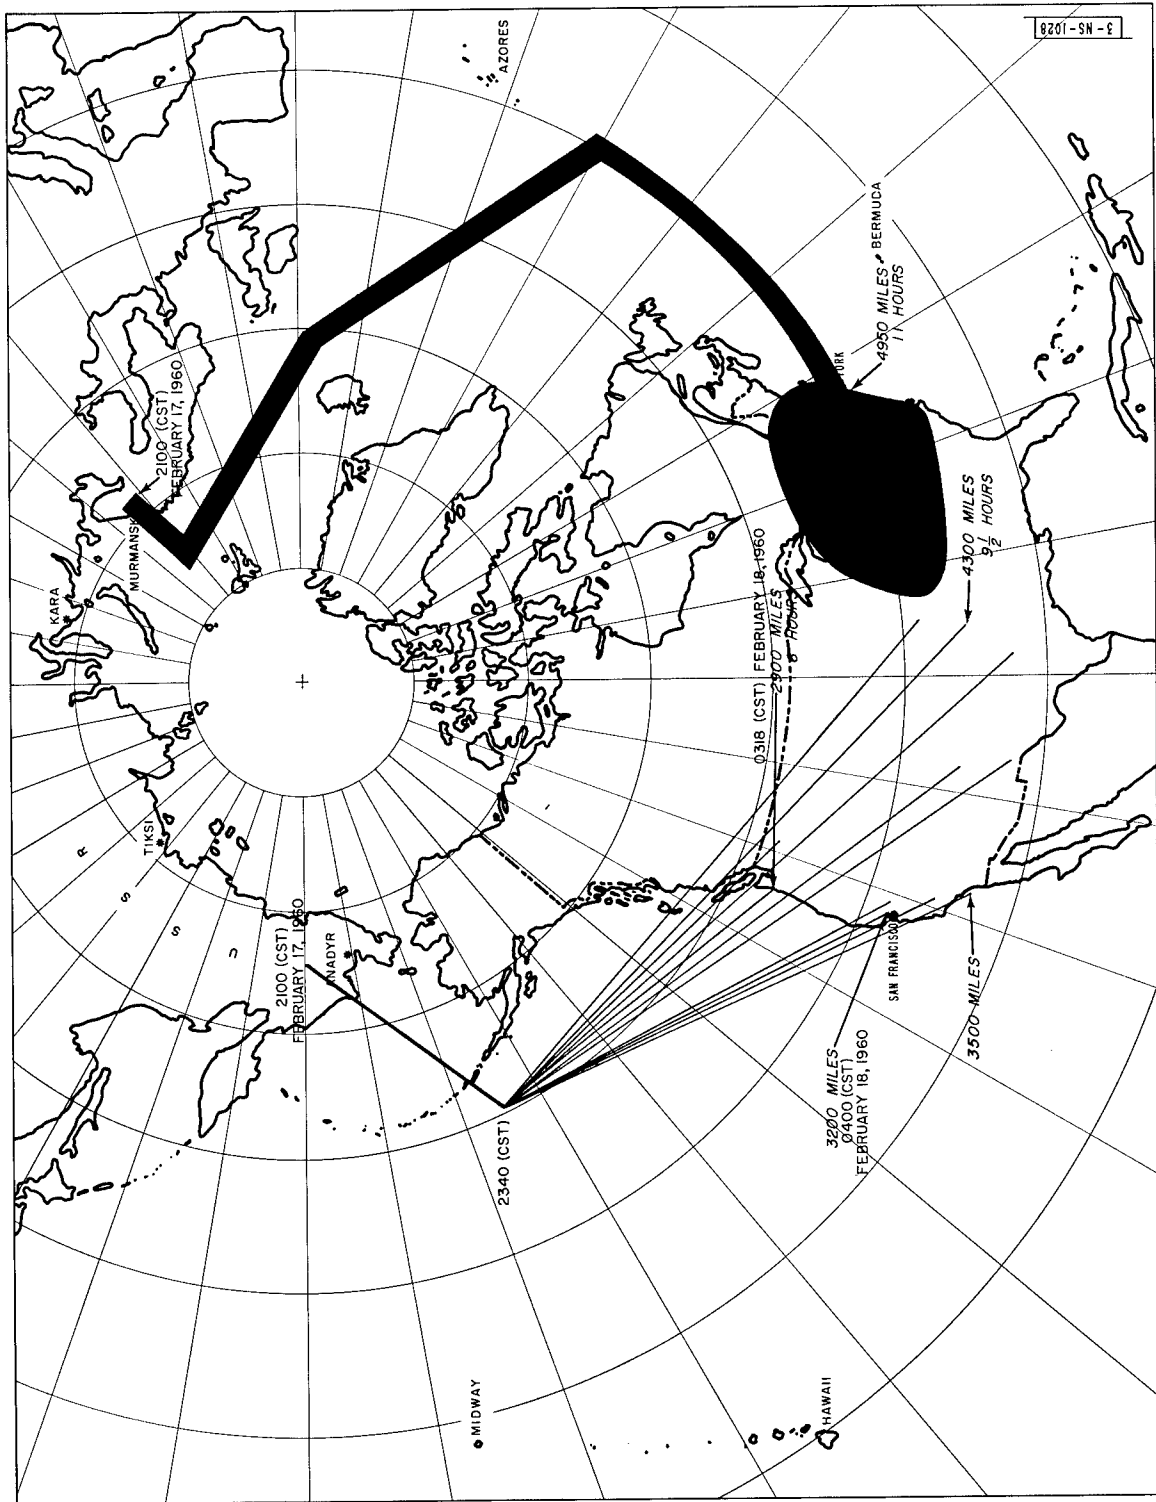 3-NS-1028
AZORES
KARA
MURMANSK
2100 (CST)
FEBRUARY 17, 1960
BERMUDA
4950 MILES
11 HOURS
YORK
4300 MILES
9 1/2 HOURS
0318 (CST) FEBRUARY 18, 1960
2900 MILES
HOURS
TIKSI
U S S R
2100 (CST)
FEBRUARY 17, 1960
NADYR
2340 (CST)
SAN FRANCISCO
3200 MILES
0400 (CST)
FEBRUARY 18, 1960
3500 MILES
MIDWAY
HAWAII